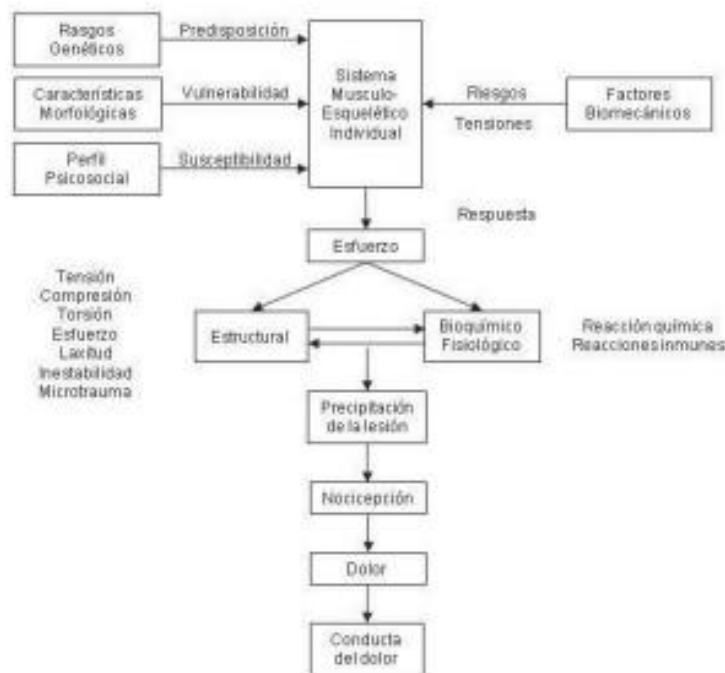 Rasgos
Genéticos
Predisposición
Características
Morfológicas
Vulnerabilidad
Perfil
Psicosocial
Susceptibilidad
Sistema
Musculo-
Esquelético
Individual
Riesgos
Tensiones
Factores
Biomecánicos
Respuesta
Esfuerzo
Tensión
Compresión
Torsión
Esfuerzo
Laxitud
Inestabilidad
Microtrauma
Estructural
Bioquímico
Fisiológico
Reacción química
Reacciones inmunes
Precipitación
de la lesión
Nocicepción
Dolor
Conducta
del dolor